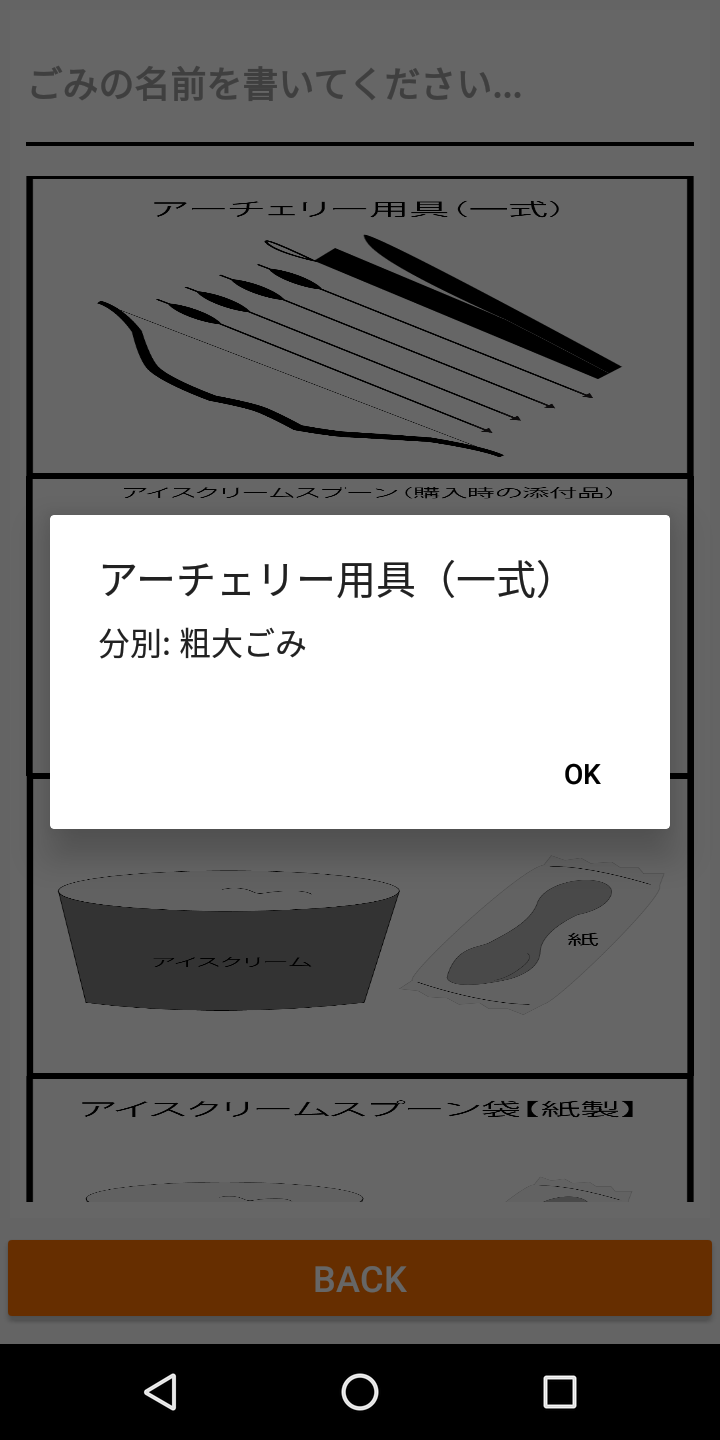 ごみの名前を書いてください...
アーチェリー用具(一式)
アイスクリームスプーン(購入時の添付品)
アーチェリー用具（一式）
分別: 粗大ごみ
OK
アイスクリーム
紙
アイスクリームスプーン袋【紙製】
BACK